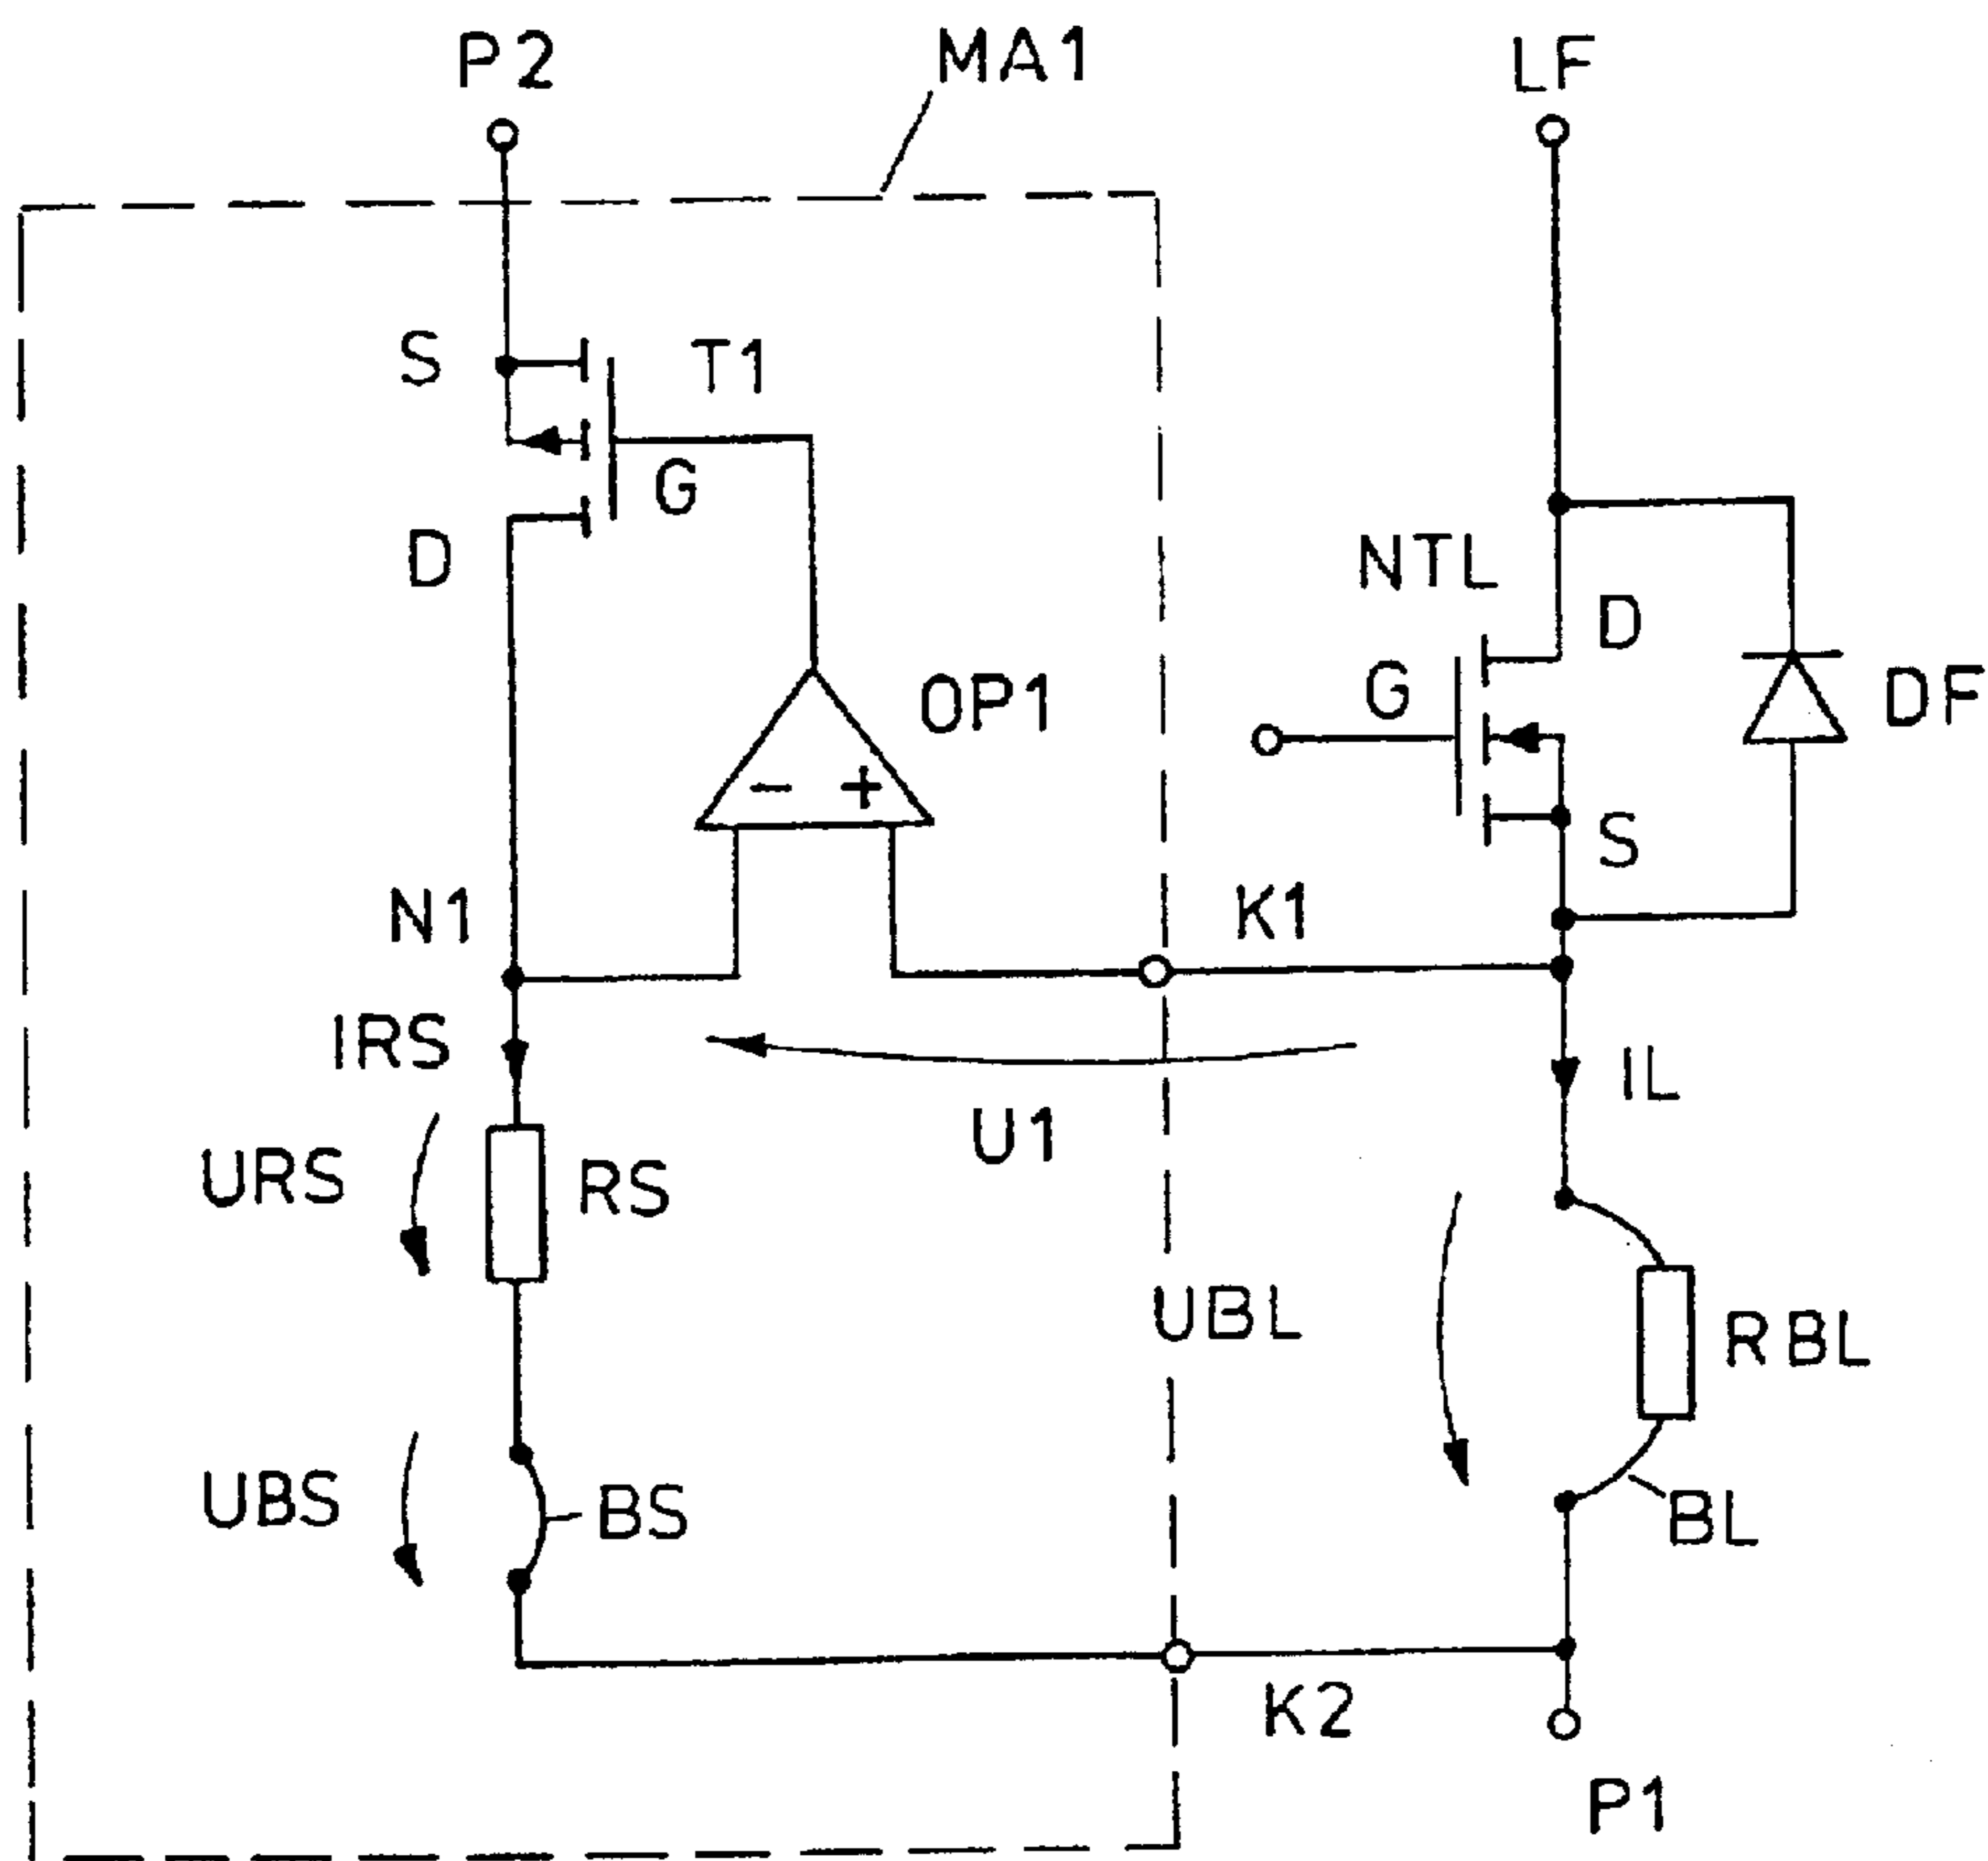 P2
MA1
LF
S
T1
G
D
NTL
D
G
DF
OP1
- +
S
N1
K1
IRS
IL
U1
URS
RS
UBL
RBL
UBS
BS
BL
K2
P1